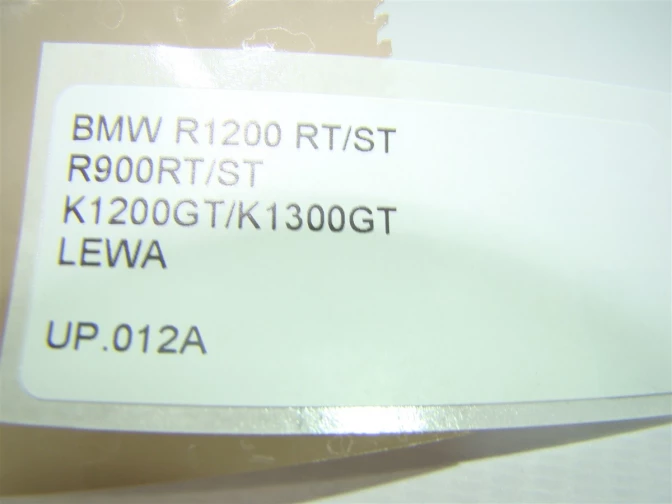 BMW R1200 RT/ST
R900RT/ST
K1200GT/K1300GT
LEWA
UP.012A